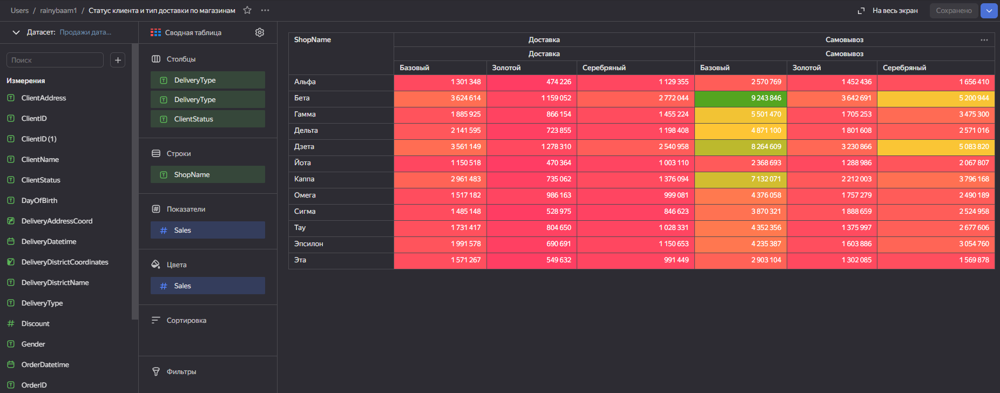 Users / rainybaam1 / Статус клиента и тип доставки по магазинам
На весь экран
Сохранено
Датасет: Продажи дата...
Поиск
Измерения
ClientAddress
ClientID
ClientID (1)
ClientName
ClientStatus
DayOfBirth
DeliveryAddressCoord
DeliveryDatetime
DeliveryDistrictCoordinates
DeliveryDistrictName
DeliveryType
Discount
Gender
OrderDatetime
OrderID
Сводная таблица
Столбцы
DeliveryType
DeliveryType
ClientStatus
Строки
ShopName
Показатели
Sales
Цвета
Sales
Сортировка
Фильтры
ShopName Доставка Самовывоз
Доставка Самовывоз
Базовый Золотой Серебряный Базовый Золотой Серебряный
Альфа 1 301 348 474 226 1 129 355 2 570 769 1 452 436 1 656 410
Бета 3 624 614 1 159 052 2 772 044 9 243 846 3 642 691 5 200 944
Гамма 1 885 925 866 154 1 455 224 5 501 470 1 705 253 3 475 300
Дельта 2 141 595 723 855 1 198 408 4 871 100 1 801 608 2 571 016
Дзета 3 561 149 1 278 310 2 540 958 8 264 609 3 230 866 5 083 820
Йота 1 150 518 470 364 1 003 110 2 368 693 1 288 986 2 067 807
Каппа 2 961 483 735 062 1 376 094 7 132 071 2 212 003 3 796 168
Омега 1 517 182 986 163 999 081 4 376 058 1 757 279 2 490 189
Сигма 1 485 148 528 975 846 623 3 870 321 1 888 659 2 524 958
Тау 1 731 417 804 650 1 028 331 4 352 356 1 375 997 2 677 606
Эпсилон 1 991 578 690 691 1 150 653 4 235 387 1 603 886 3 054 760
Эта 1 571 267 549 632 991 449 2 903 104 1 302 085 1 569 878